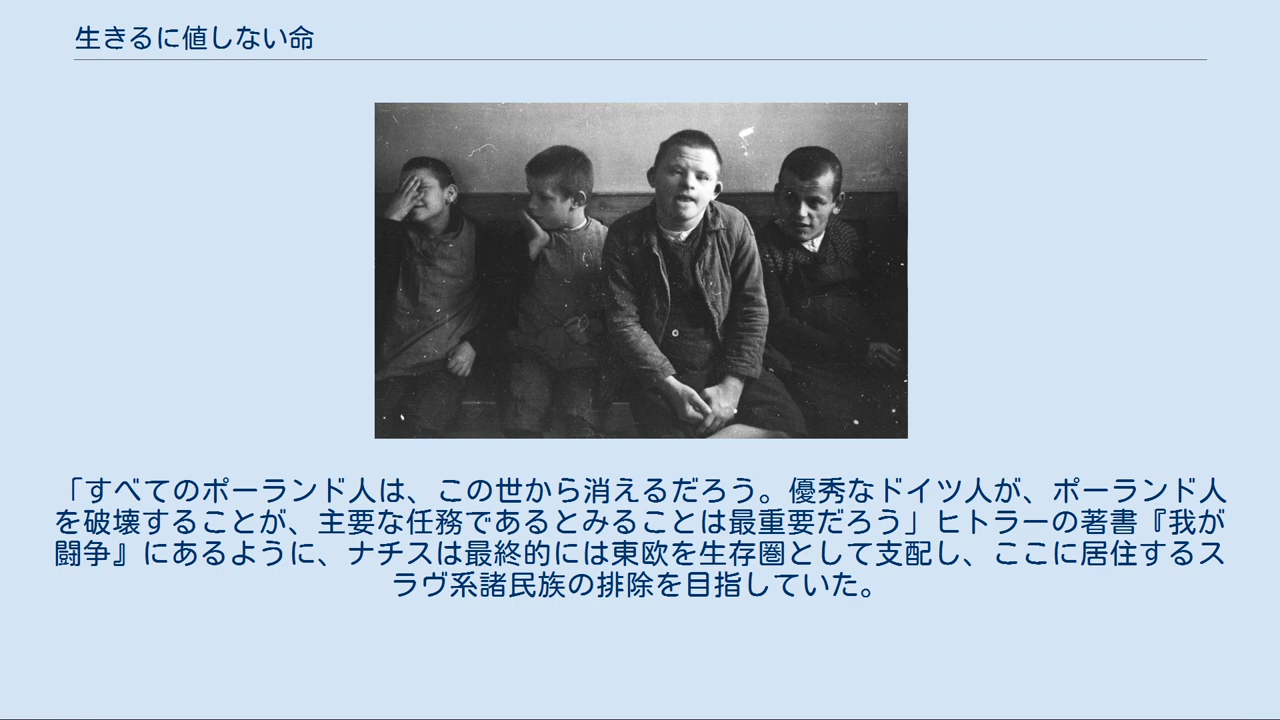 生きるに値しない命
「すべてのポーランド人は、この世から消えるだろう。優秀なドイツ人が、ポーランド人
を破壊することが、主要な任務であるとみることは最重要だろう」ヒトラーの著書『我が
闘争』にあるように、ナチスは最終的には東欧を生存圏として支配し、ここに居住するス
ラヴ系諸民族の排除を目指していた。